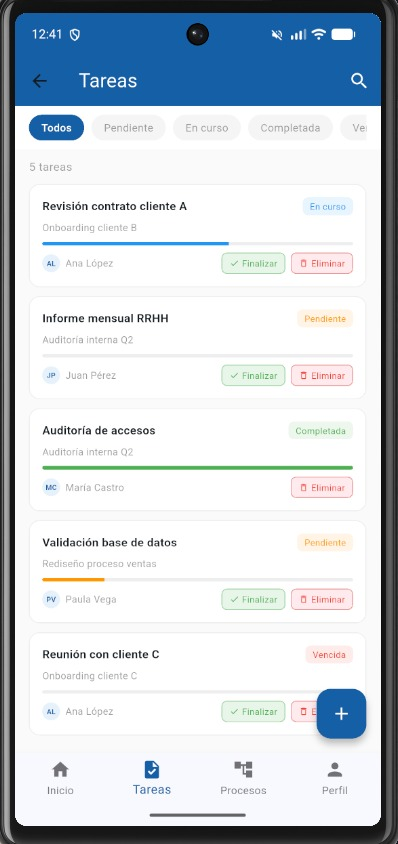 12:41
Tareas
Todos Pendiente En curso Completada
5 tareas
Revisión contrato cliente A En curso
Onboarding cliente B
AL Ana López Finalizar Eliminar
Informe mensual RRHH Pendiente
Auditoría interna Q2
JP Juan Pérez Finalizar Eliminar
Auditoría de accesos Completada
Auditoría interna Q2
MC María Castro Eliminar
Validación base de datos Pendiente
Rediseño proceso ventas
PV Paula Vega Finalizar Eliminar
Reunión con cliente C Vencida
Onboarding cliente C
AL Ana López Finalizar
Inicio Tareas Procesos Perfil